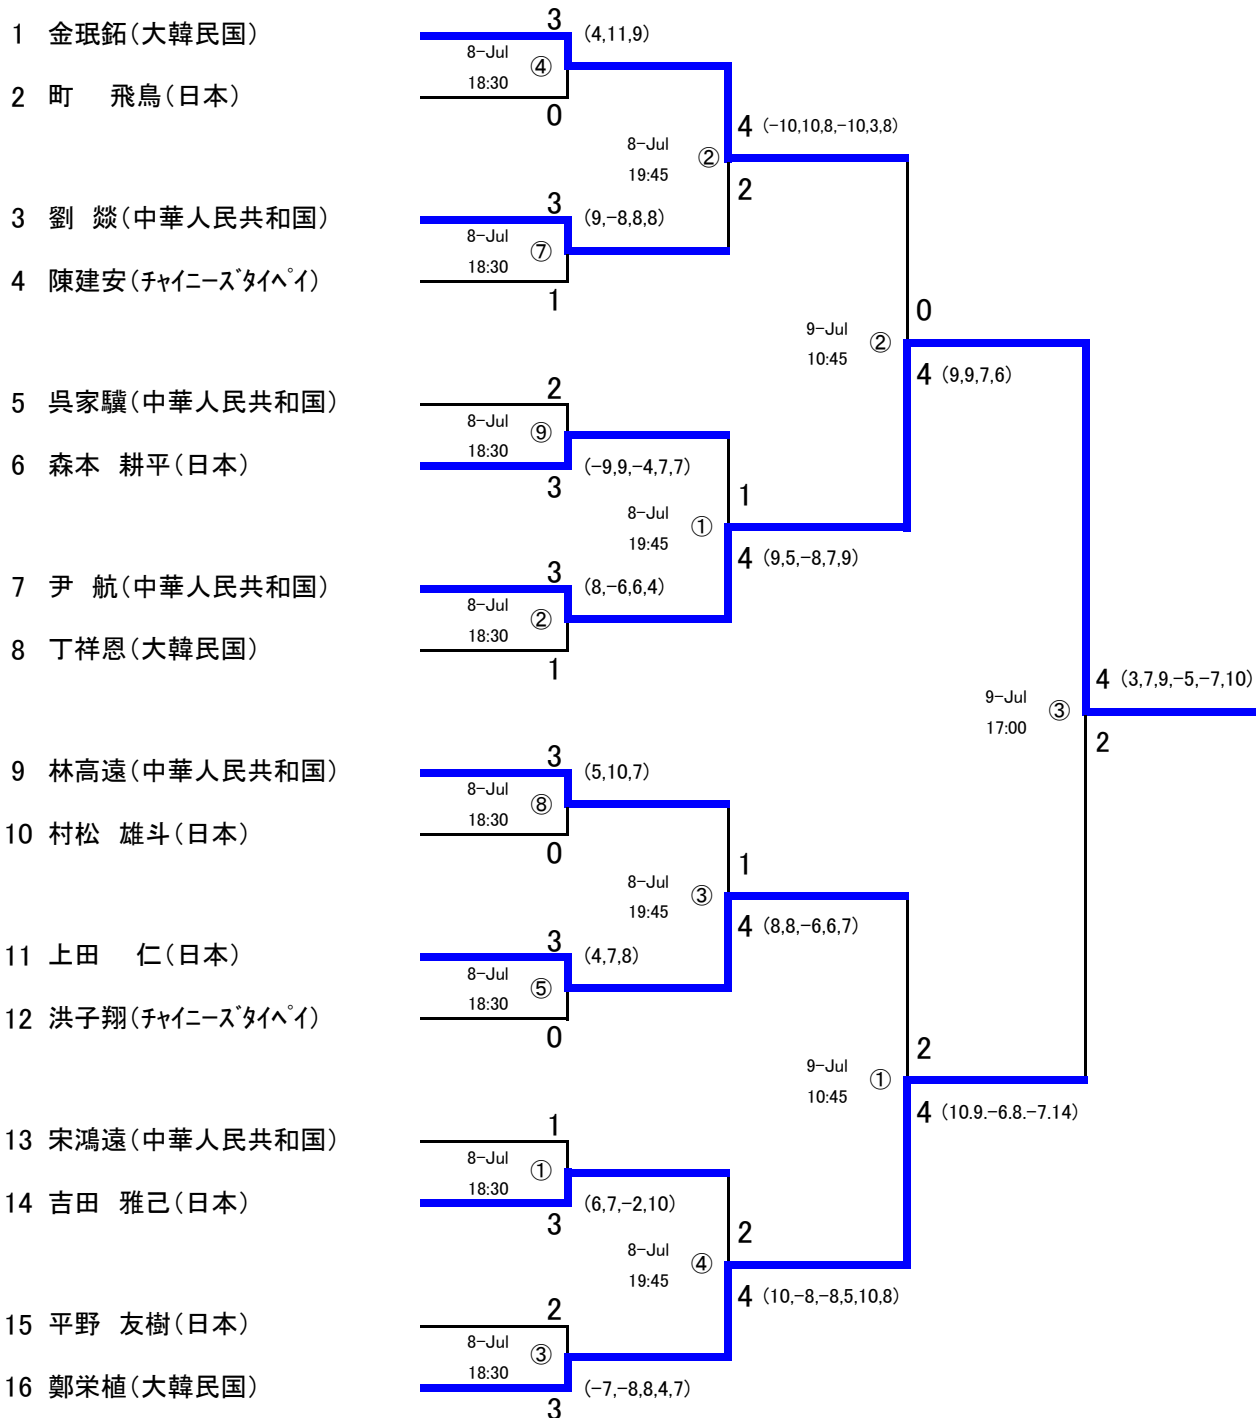 1 金珉鉐(大韓民国)
3 (4,11,9)
8-Jul ④
18:30
2 町 飛鳥(日本)
0
4 (-10,10,8,-10,3,8)
8-Jul ②
19:45
2
3 劉 燚(中華人民共和国)
3 (9,-8,8,8)
8-Jul ⑦
18:30
4 陳建安(チャイニーズタイペイ)
1
0
9-Jul ②
10:45
4 (9,9,7,6)
5 呉家驥(中華人民共和国)
2
8-Jul ⑨
18:30
6 森本 耕平(日本)
3 (-9,9,-4,7,7)
1
8-Jul ①
19:45
4 (9,5,-8,7,9)
7 尹 航(中華人民共和国)
3 (8,-6,6,4)
8-Jul ②
18:30
8 丁祥恩(大韓民国)
1
4 (3,7,9,-5,-7,10)
9-Jul ③
17:00
2
9 林高遠(中華人民共和国)
3 (5,10,7)
8-Jul ⑧
18:30
10 村松 雄斗(日本)
0
1
8-Jul ③
19:45
4 (8,8,-6,6,7)
11 上田 仁(日本)
3 (4,7,8)
8-Jul ⑤
18:30
12 洪子翔(チャイニーズタイペイ)
0
2
9-Jul ①
10:45
4 (10.9.-6.8.-7.14)
13 宋鴻遠(中華人民共和国)
1
8-Jul ①
18:30
14 吉田 雅己(日本)
3 (6,7,-2,10)
2
8-Jul ④
19:45
4 (10,-8,-8,5,10,8)
15 平野 友樹(日本)
2
8-Jul ③
18:30
16 鄭栄植(大韓民国)
3 (-7,-8,8,4,7)